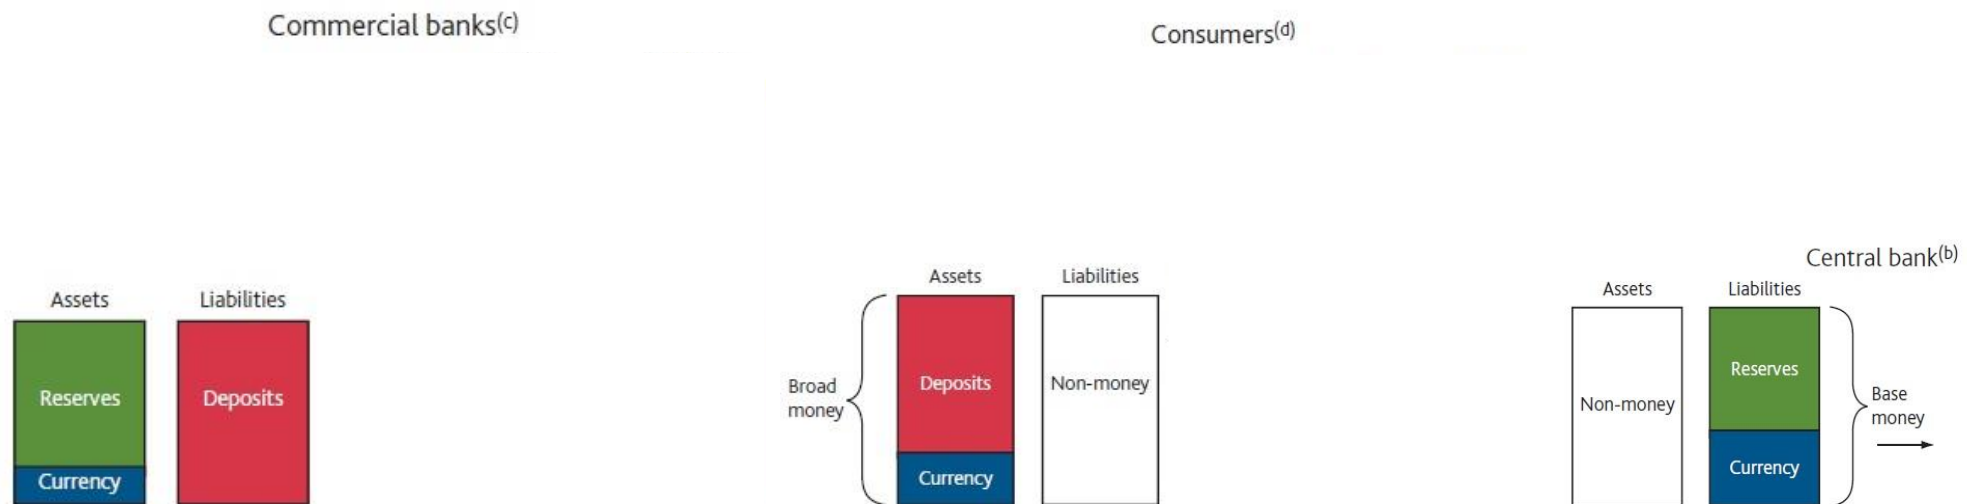 Commercial banks(c)
Consumers(d)
Assets
Liabilities
Reserves
Deposits
Currency
Assets
Liabilities
Broad
money
Deposits
Non-money
Currency
Central bank(b)
Assets
Liabilities
Non-money
Reserves
Currency
Base
money